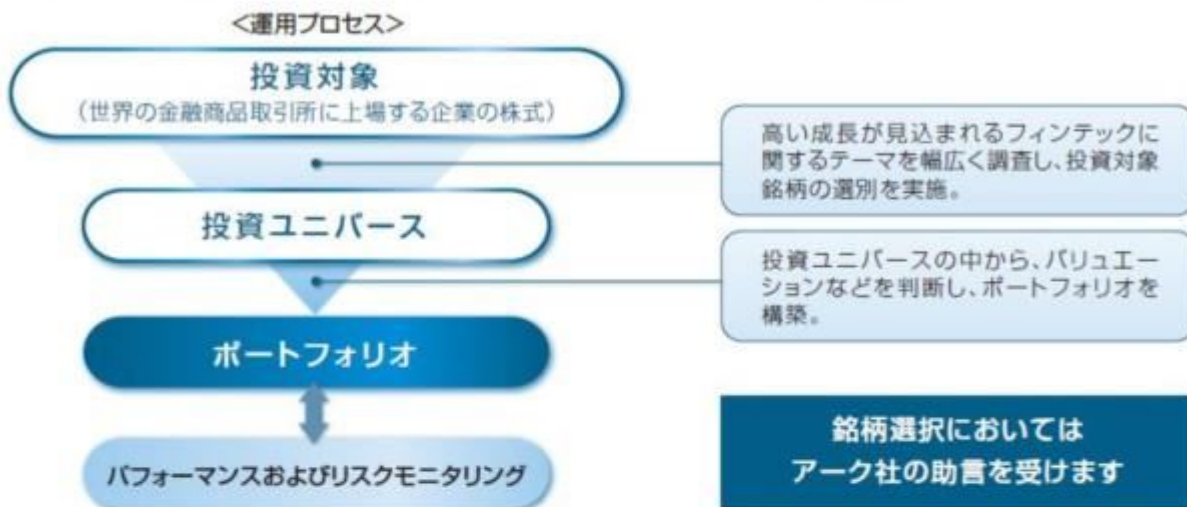 <運用プロセス>
投資対象
(世界の金融商品取引所に上場する企業の株式)
高い成長が見込まれるフィンテックに
関するテーマを幅広く調査し、投資対象
銘柄の選別を実施。
投資ユニバース
投資ユニバースの中から、バリュエー
ションなどを判断し、ポートフォリオを
構築。
ポートフォリオ
パフォーマンスおよびリスクモニタリング
銘柄選択においては
アーク社の助言を受けます